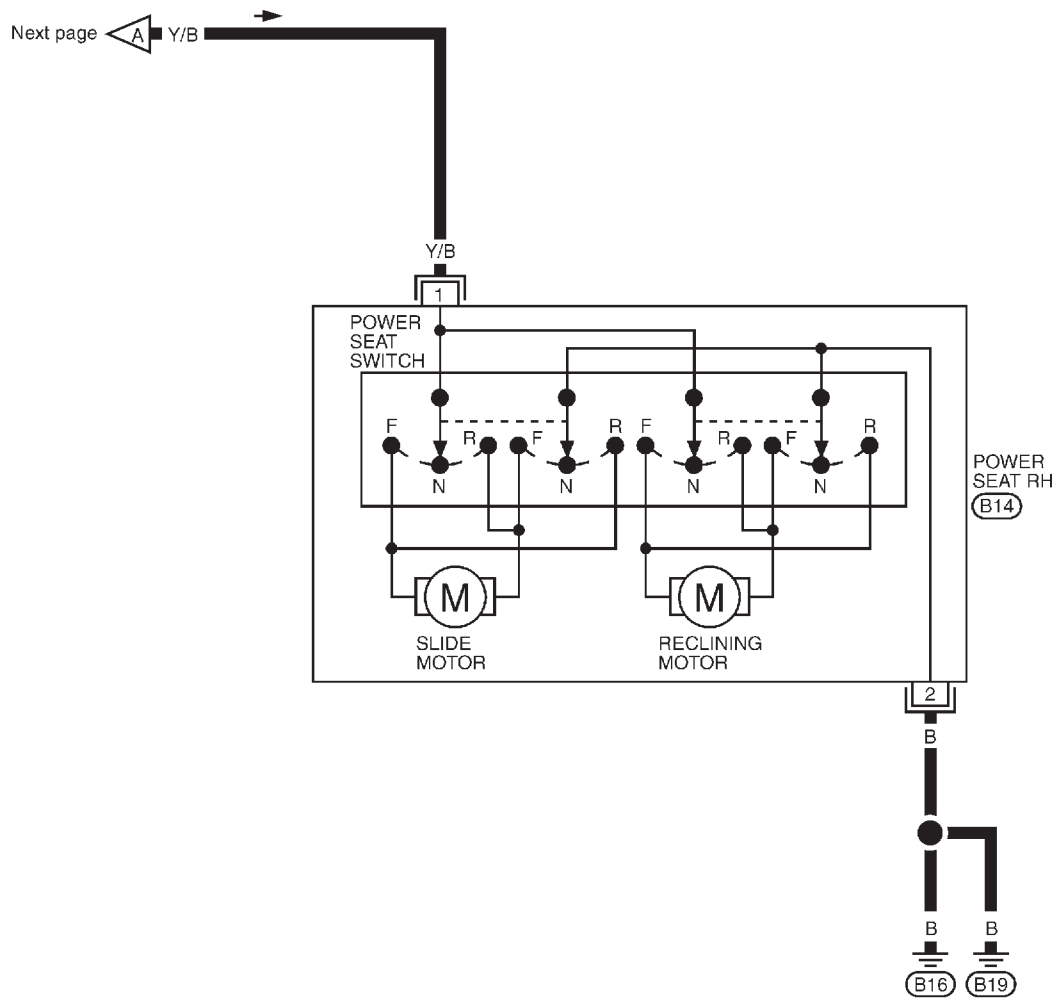 Next page
A
Y/B
Y/B
1
POWER
SEAT
SWITCH
F
R
F
R
F
R
F
R
N
N
N
N
POWER
SEAT RH
B14
M
M
SLIDE
MOTOR
RECLINING
MOTOR
2
B
B
B
B16
B19